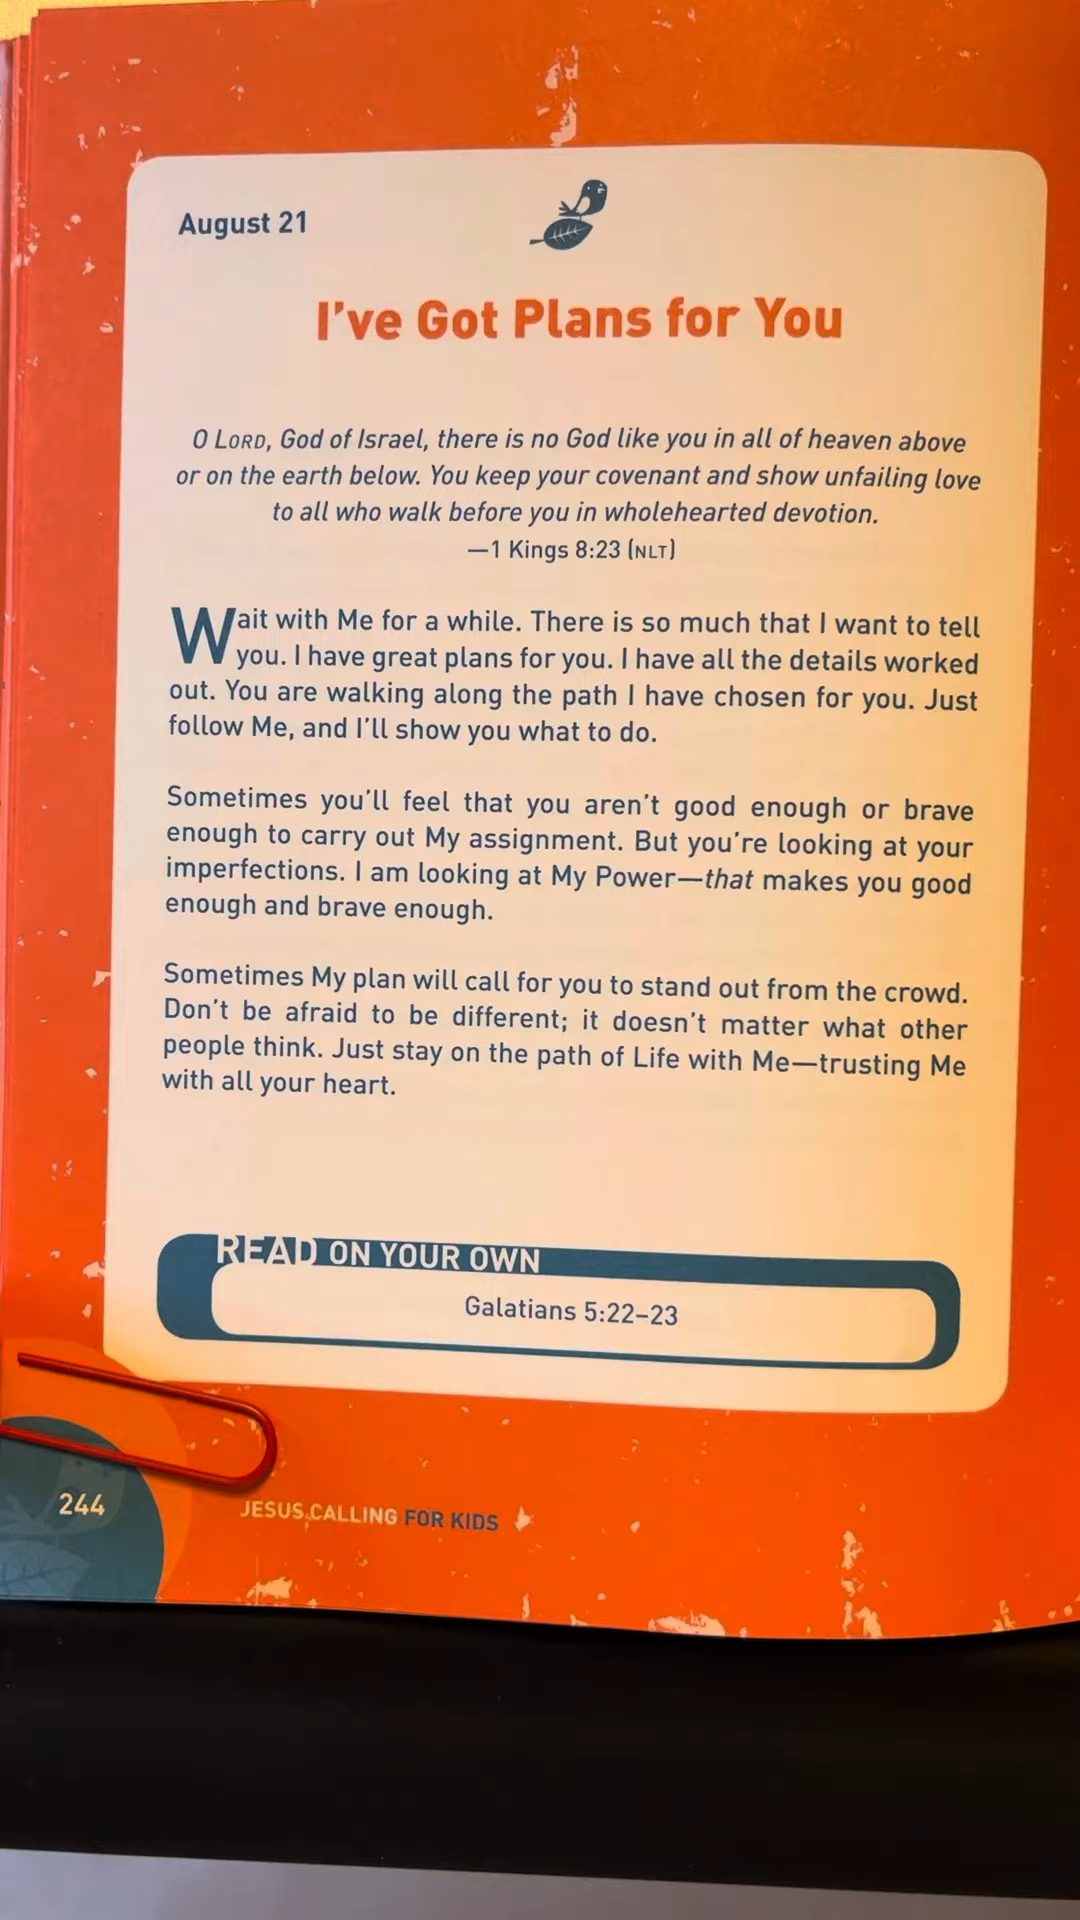 August 21
I've Got Plans for You
O LORD, God of Israel, there is no God like you in all of heaven above
or on the earth below. You keep your covenant and show unfailing love
to all who walk before you in wholehearted devotion.
—1 Kings 8:23 (NLT)
Wait with Me for a while. There is so much that I want to tell
you. I have great plans for you. I have all the details worked
out. You are walking along the path I have chosen for you. Just
follow Me, and I'll show you what to do.
Sometimes you'll feel that you aren't good enough or brave
enough to carry out My assignment. But you're looking at your
imperfections. I am looking at My Power—that makes you good
enough and brave enough.
Sometimes My plan will call for you to stand out from the crowd.
Don't be afraid to be different; it doesn't matter what other
people think. Just stay on the path of Life with Me—trusting Me
with all your heart.
READ ON YOUR OWN
Galatians 5:22–23
244
JESUS CALLING FOR KIDS